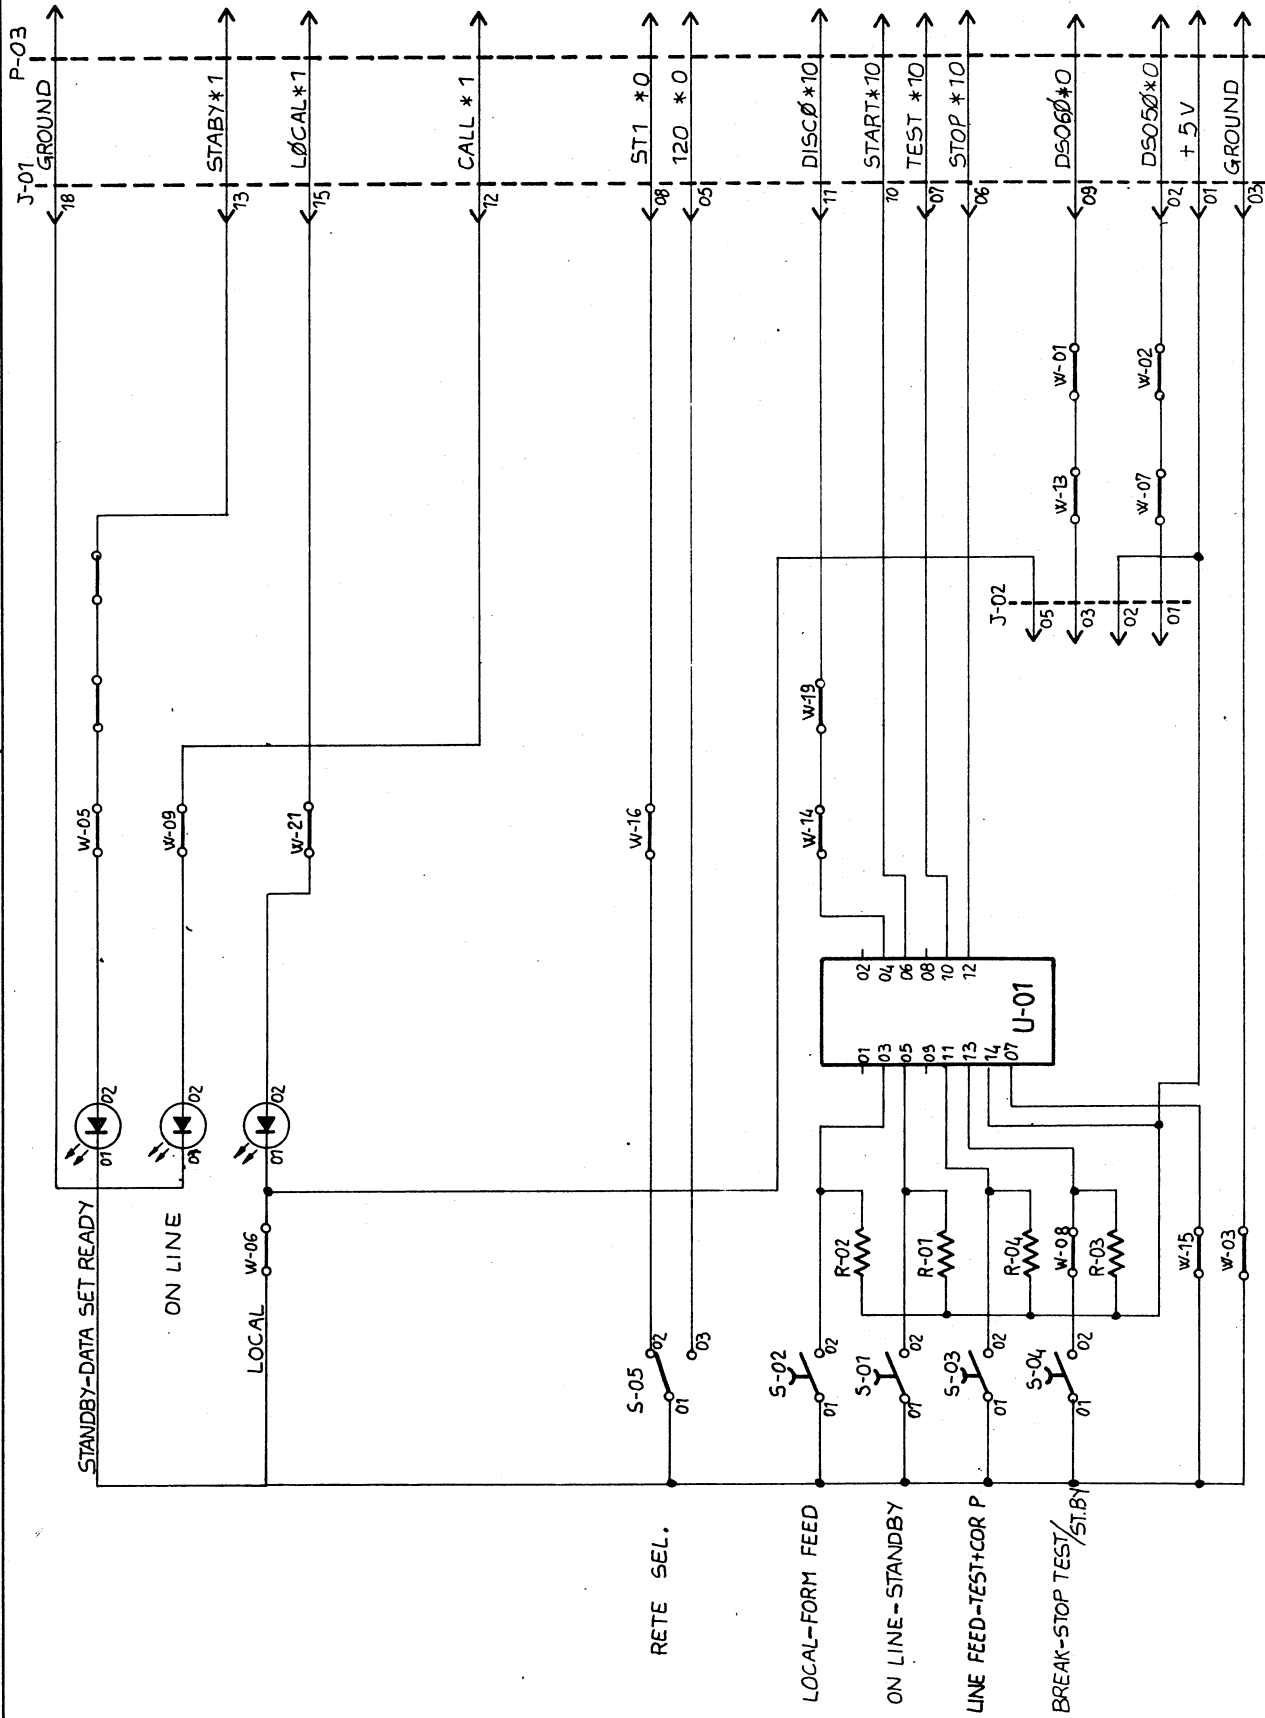 P-03
J-01
GROUND
18
STABY*1
13
LØCAL*1
15
CALL*1
12
ST1 *0
08
120 *0
05
DISCØ*10
11
START*10
10
TEST *10
07
STOP *10
06
DSO6Ø*0
09
DSO5Ø*0
02
+5V
01
GROUND
03
W-01
W-02
W-13
W-07
J-02
05
03
02
01
W-19
W-14
W-05
W-09
W-21
W-16
02
04
06
08
10
12
U-01
01
03
05
09
11
13
14
07
02
01
02
01
02
01
STANDBY-DATA SET READY
ON LINE
LOCAL
W-06
R-02
R-01
R-04
W-08
R-03
W-15
W-03
S-05
02
03
01
S-02
02
01
S-01
02
01
S-03
02
01
S-04
02
01
RETE SEL.
LOCAL-FORM FEED
ON LINE-STANDBY
LINE FEED-TEST+COR P
BREAK-STOP TEST/ST.BY